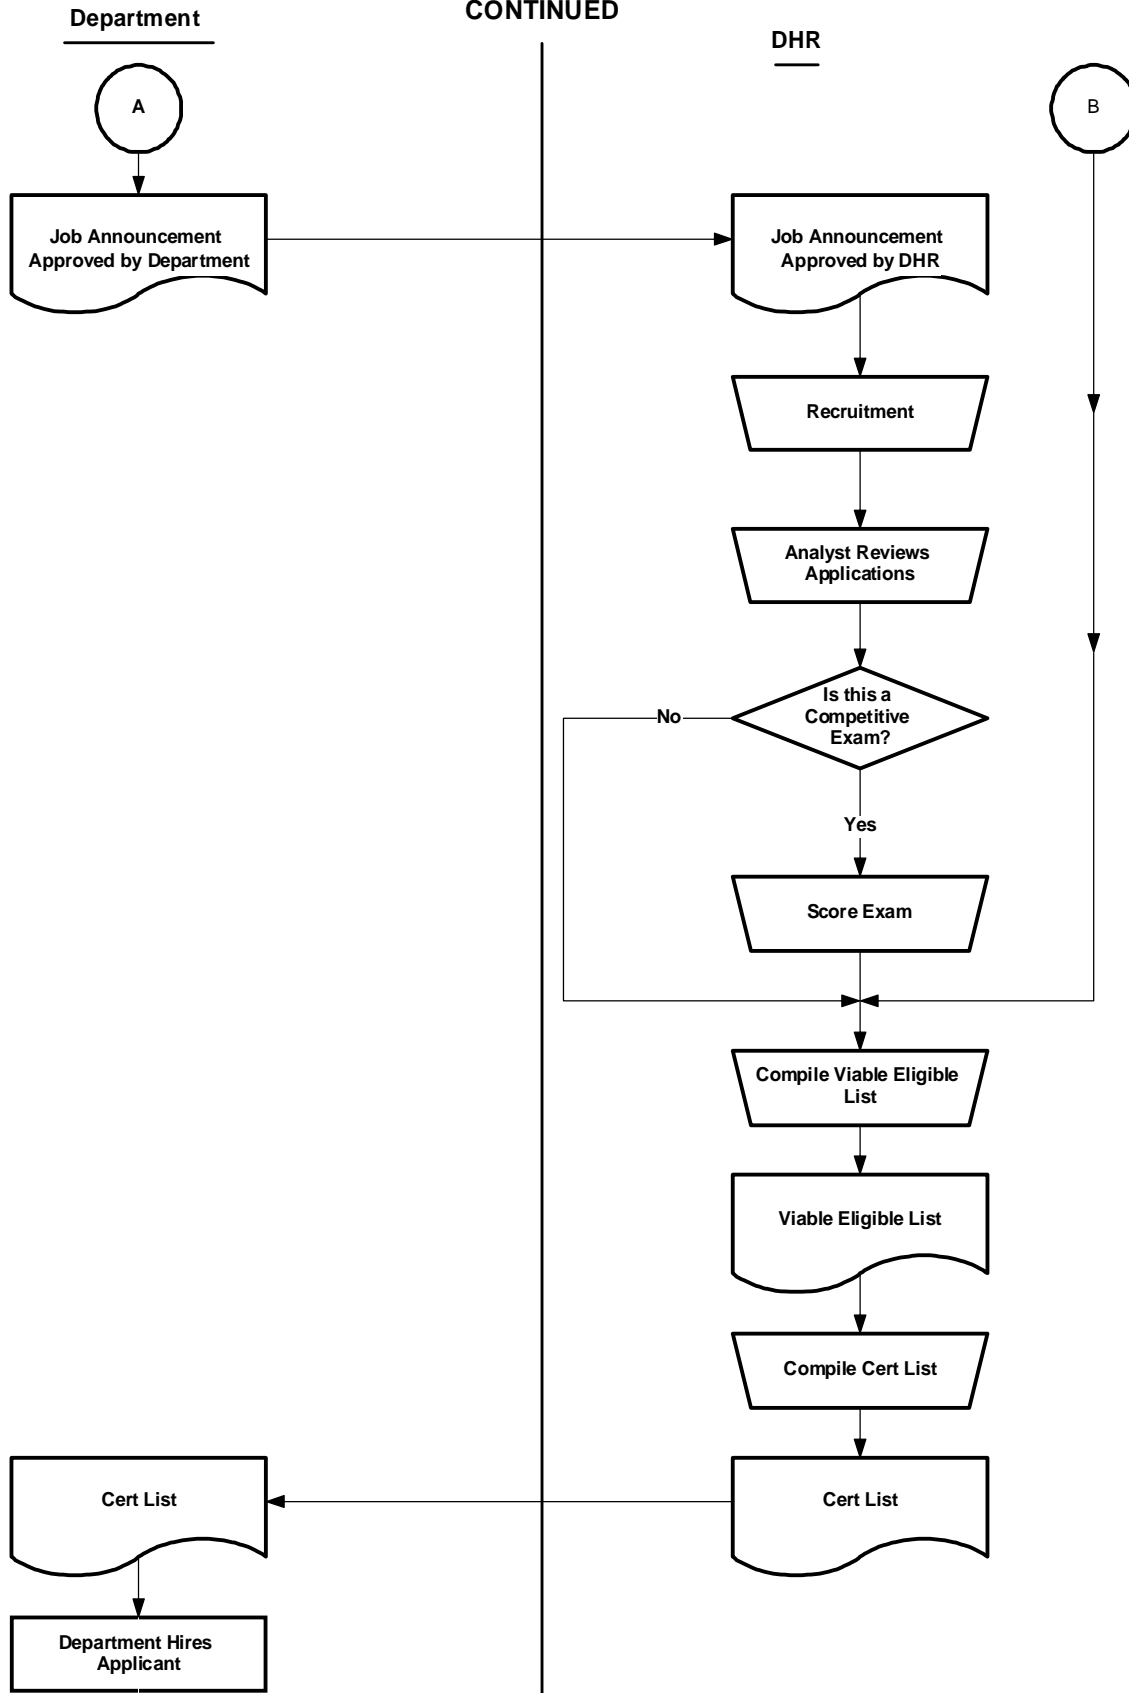 CONTINUED
Department
DHR
A
B
Job Announcement
Approved by Department
Job Announcement
Approved by DHR
Recruitment
Analyst Reviews
Applications
Is this a
Competitive
Exam?
No
Yes
Score Exam
Compile Viable Eligible
List
Viable Eligible List
Compile Cert List
Cert List
Cert List
Department Hires
Applicant